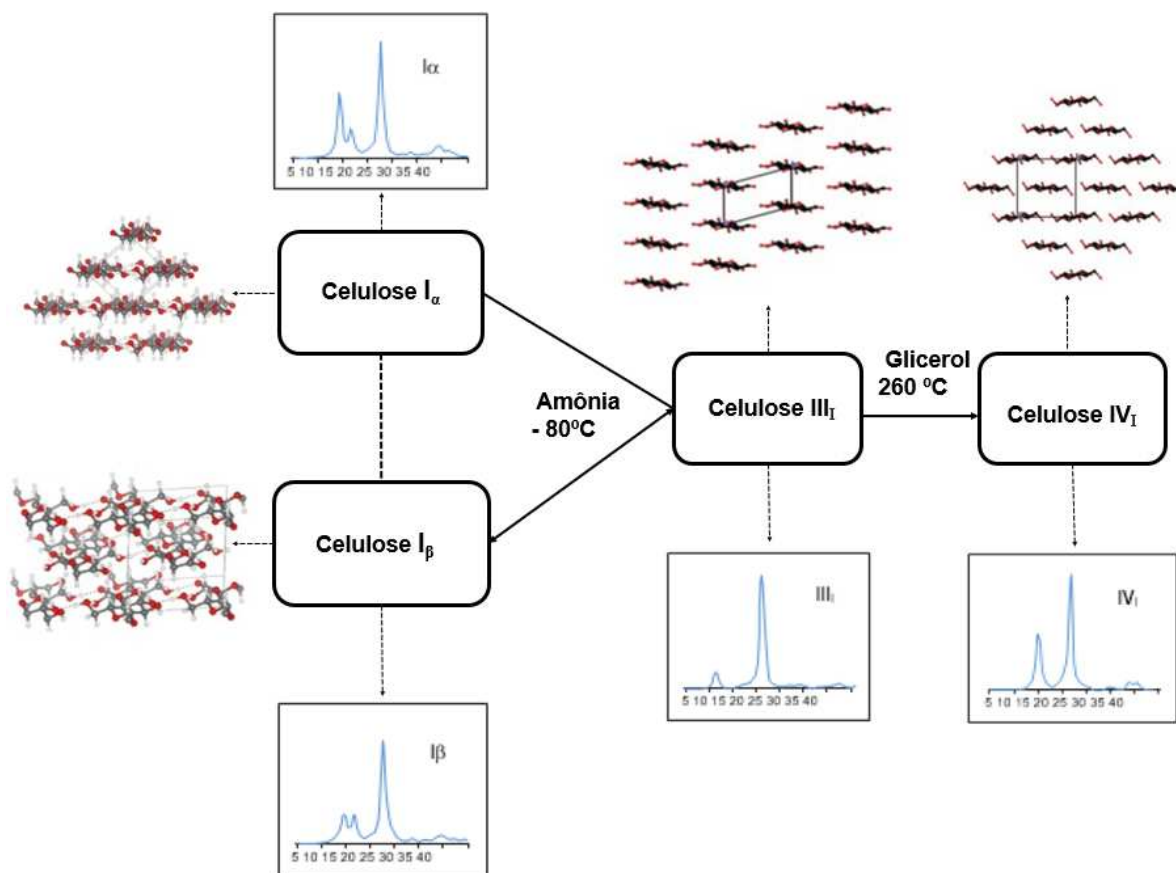 Iα
5 10 15 20 25 30 35 40
Celulose Iα
Amônia
- 80ºC
Celulose IIII
Glicerol
260 ºC
Celulose IVI
Celulose Iβ
IIII
5 10 15 20 25 30 35 40
IVI
5 10 15 20 25 30 35 40
Iβ
5 10 15 20 25 30 35 40